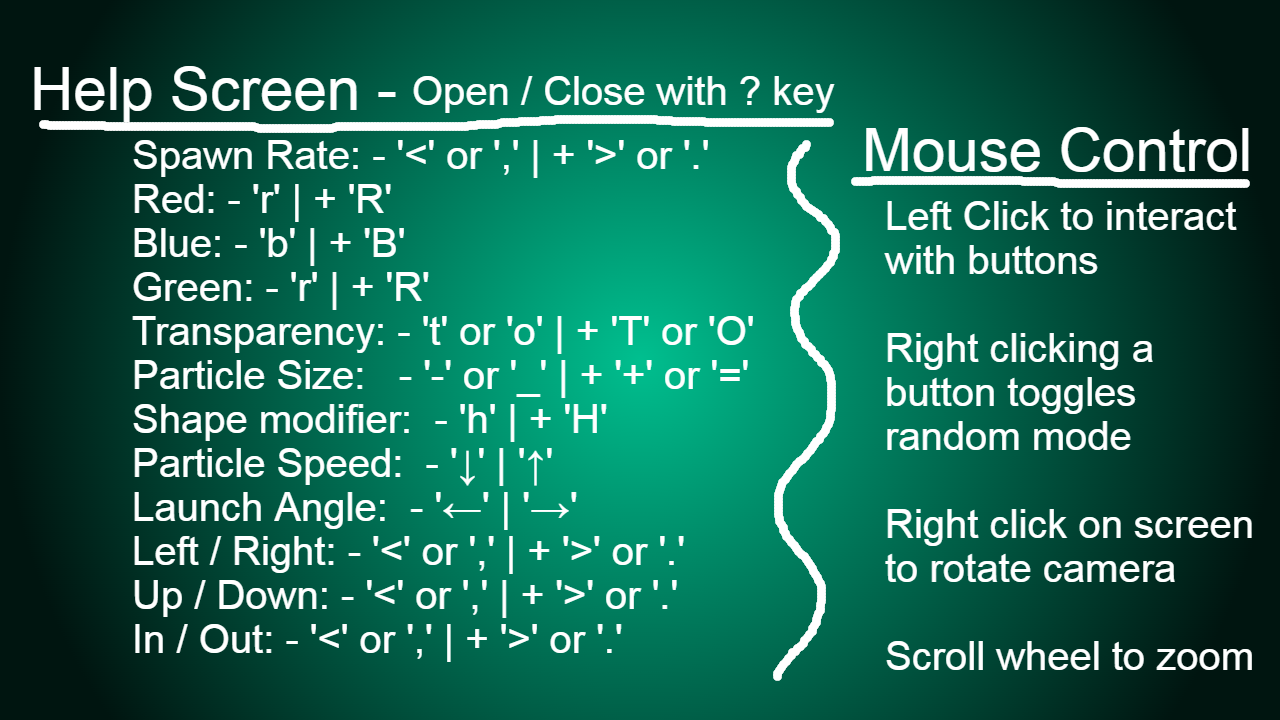 Help Screen - Open / Close with ? key
Spawn Rate: - '<' or ',' | + '>' or '.'
Red: - 'r' | + 'R'
Blue: - 'b' | + 'B'
Green: - 'r' | + 'R'
Transparency: - 't' or 'o' | + 'T' or 'O'
Particle Size:   - '-' or '_' | + '+' or '='
Shape modifier:  - 'h' | + 'H'
Particle Speed:  - '↓' | '↑'
Launch Angle:  - '←' | '→'
Left / Right: - '<' or ',' | + '>' or '.'
Up / Down: - '<' or ',' | + '>' or '.'
In / Out: - '<' or ',' | + '>' or '.'
Mouse Control
Left Click to interact
with buttons
Right clicking a
button toggles
random mode
Right click on screen
to rotate camera
Scroll wheel to zoom